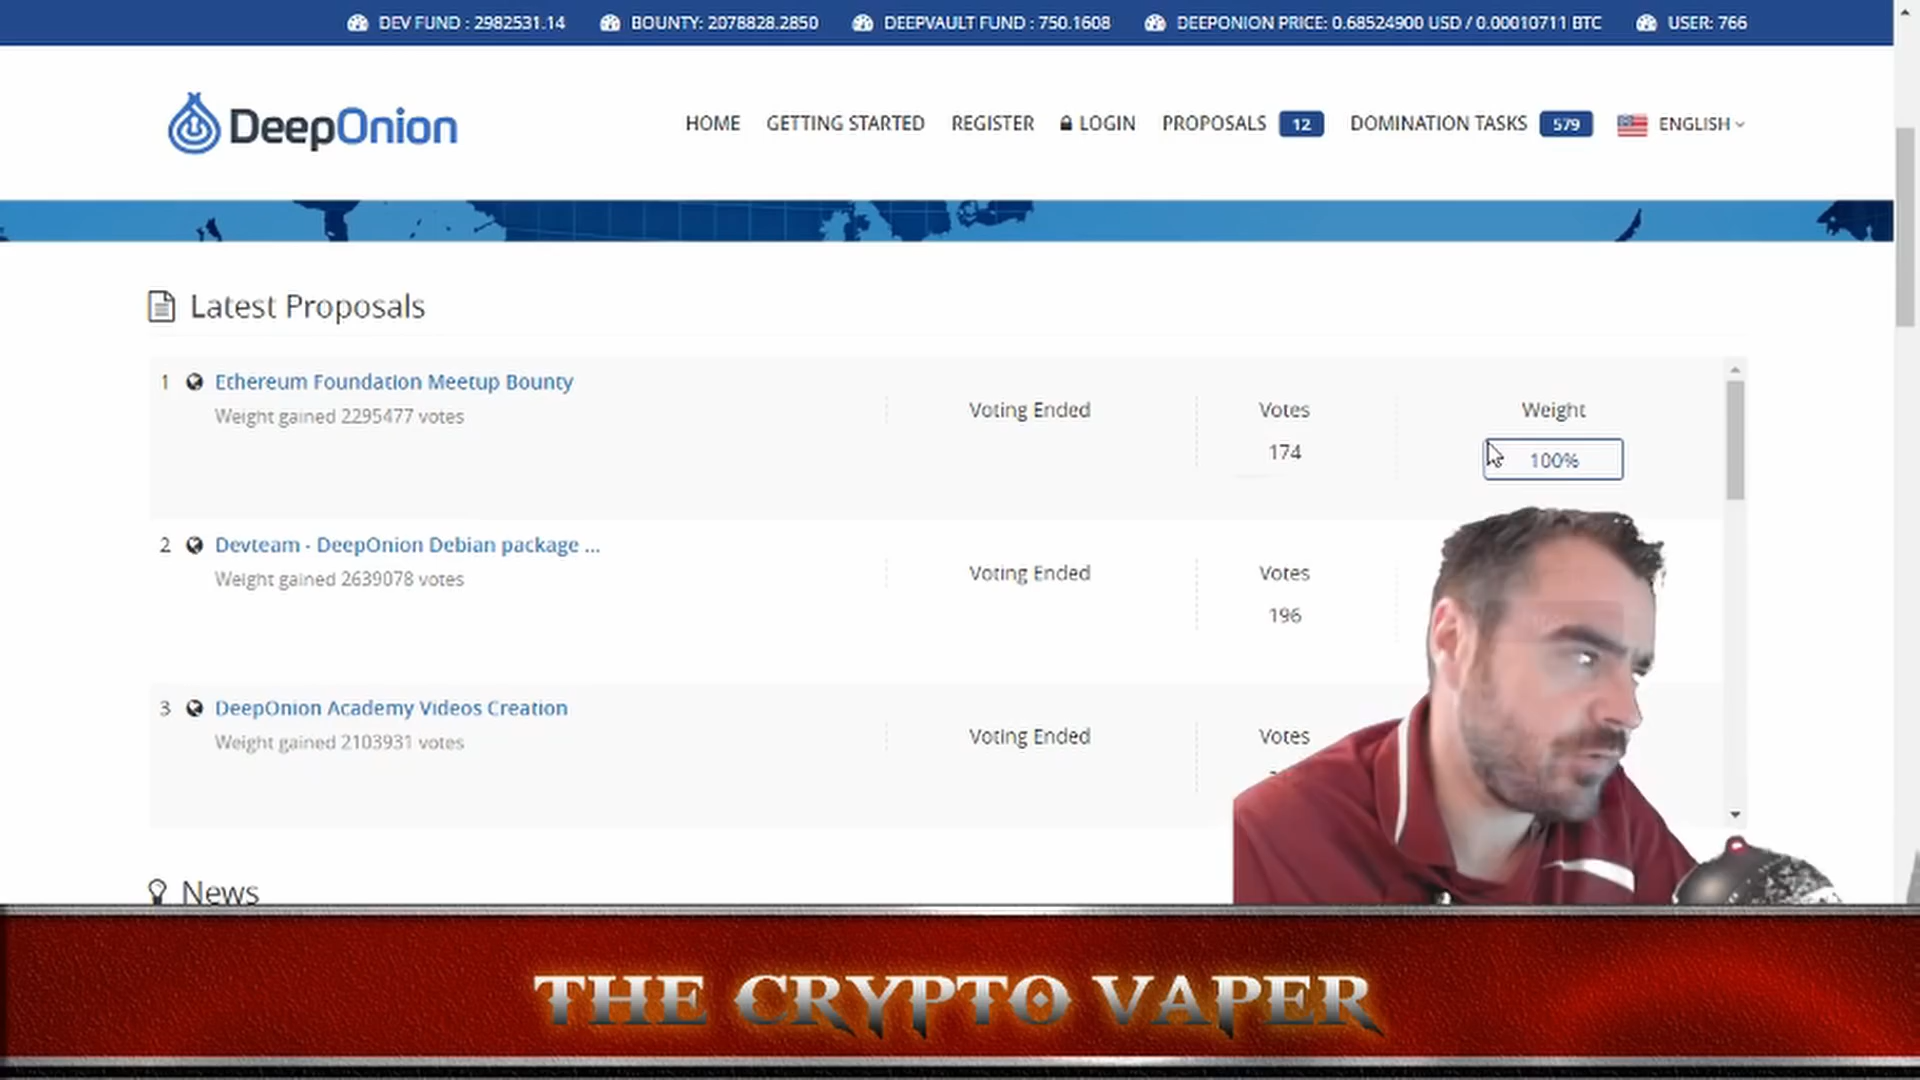 DEV FUND : 2982531.14 BOUNTY: 2078828.2850 DEEPVAULT FUND : 750.1608 DEEPONION PRICE: 0.68524900 USD / 0.00010711 BTC USER: 766
DeepOnion HOME GETTING STARTED REGISTER LOGIN PROPOSALS 12 DOMINATION TASKS 579 ENGLISH
Latest Proposals
1 Ethereum Foundation Meetup Bounty
Weight gained 2295477 votes
Voting Ended
Votes
174
Weight
100%
2 Devteam - DeepOnion Debian package ...
Weight gained 2639078 votes
Voting Ended
Votes
196
3 DeepOnion Academy Videos Creation
Weight gained 2103931 votes
Voting Ended
Votes
News
THE CRYPTO VAPER